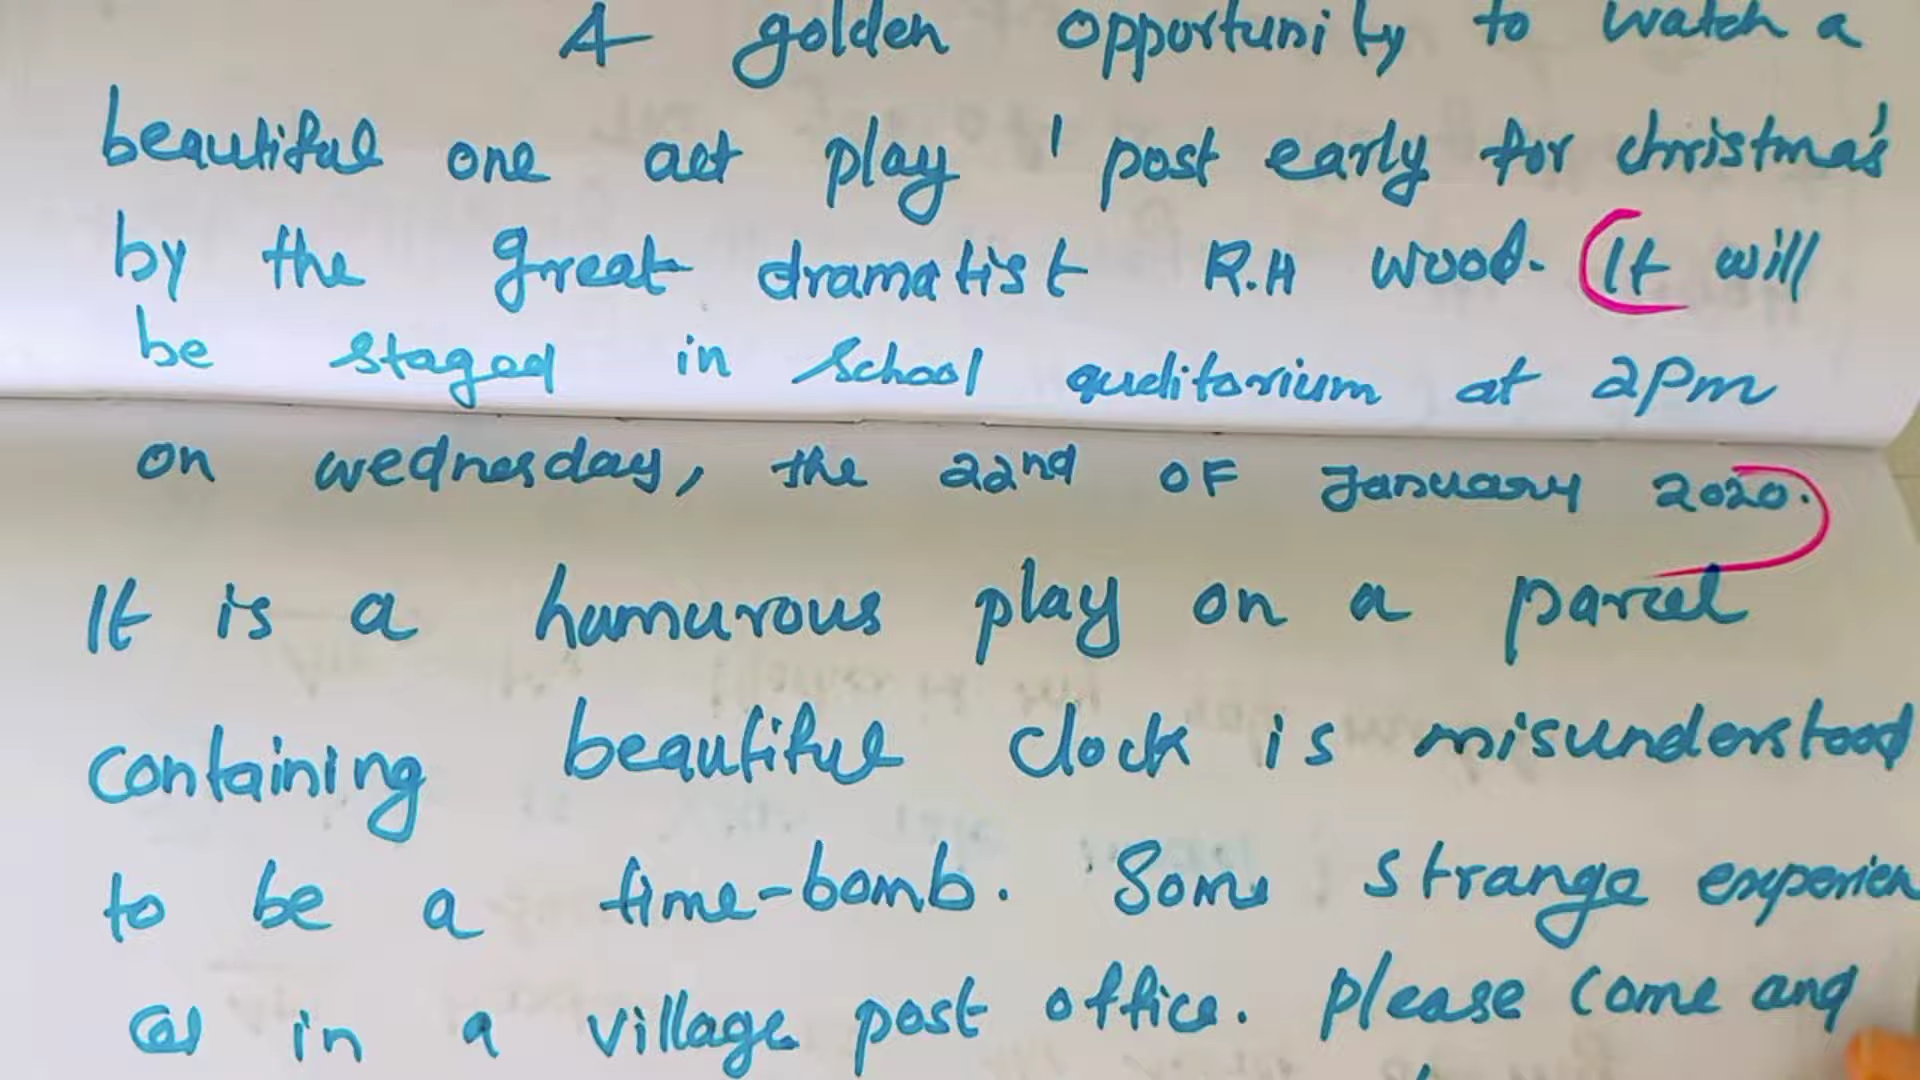 A golden opportunity to watch a
beautiful one act play ' post early for christma's
by the great dramatist R.H wood. It will
be staged in School auditorium at 2pm
on wednesday, the 22nd of January 2020.
It is a humurous play on a parcel
containing beautiful clock is misunderstood
to be a time-bomb. Some strange experien
ces in a village post office. please come and